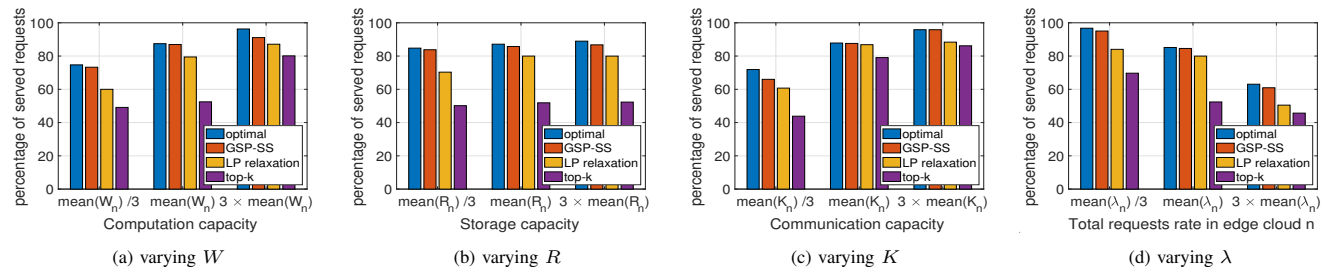 percentage of served requests
100
80
60
40
20
0
optimal
GSP-SS
LP relaxation
top-k
mean(W_n) /3 mean(W_n) 3 × mean(W_n)
Computation capacity
(a) varying W
percentage of served requests
100
80
60
40
20
0
optimal
GSP-SS
LP relaxation
top-k
mean(R_n) /3 mean(R_n) 3 × mean(R_n)
Storage capacity
(b) varying R
percentage of served requests
100
80
60
40
20
0
optimal
GSP-SS
LP relaxation
top-k
mean(K_n) /3 mean(K_n) 3 × mean(K_n)
Communication capacity
(c) varying K
percentage of served requests
100
80
60
40
20
0
optimal
GSP-SS
LP relaxation
top-k
mean(λ_n) /3 mean(λ_n) 3 × mean(λ_n)
Total requests rate in edge cloud n
(d) varying λ